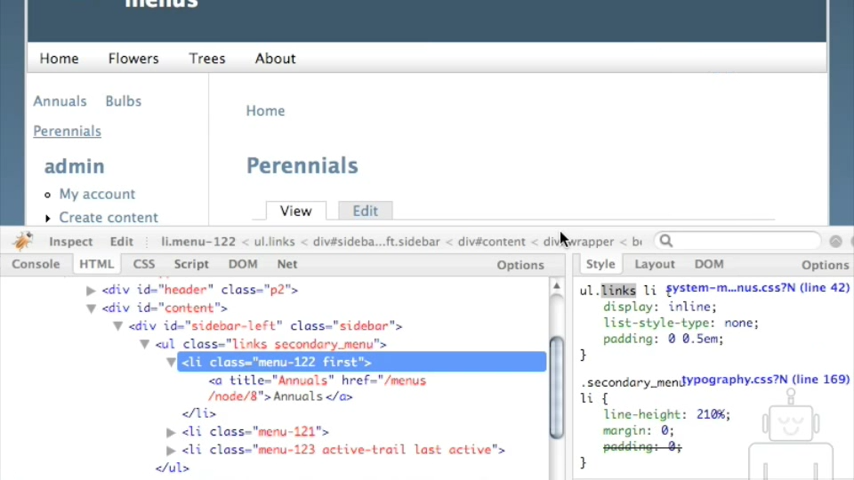 menus
Home Flowers Trees About
Annuals Bulbs
Perennials
admin
My account
Create content
Home
Perennials
View Edit
Inspect Edit li.menu-122 < ul.links < div#sideba...ft.sidebar < div#content < div#wrapper < b
Console HTML CSS Script DOM Net Options
Style Layout DOM Options
<div id="header" class="p2">
<div id="content">
<div id="sidebar-left" class="sidebar">
<ul class="links secondary_menu">
<li class="menu-122 first">
<a title="Annuals" href="/menus
/node/8">Annuals</a>
</li>
<li class="menu-121">
<li class="menu-123 active-trail last active">
</ul>
ul.links li { system-m...nus.css?N (line 42)
display: inline;
list-style-type: none;
padding: 0 0.5em;
}
.secondary_menu typography.css?N (line 169)
li {
line-height: 210%;
margin: 0;
padding: 0;
}